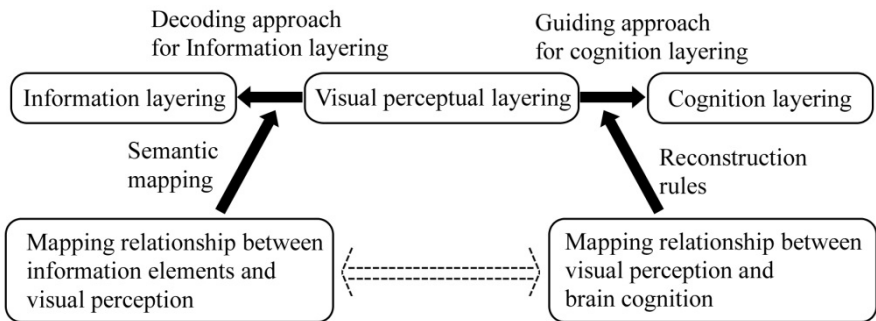 Decoding approach
for Information layering
Guiding approach
for cognition layering
Information layering
Visual perceptual layering
Cognition layering
Semantic
mapping
Reconstruction
rules
Mapping relationship between
information elements and
visual perception
Mapping relationship between
visual perception and
brain cognition